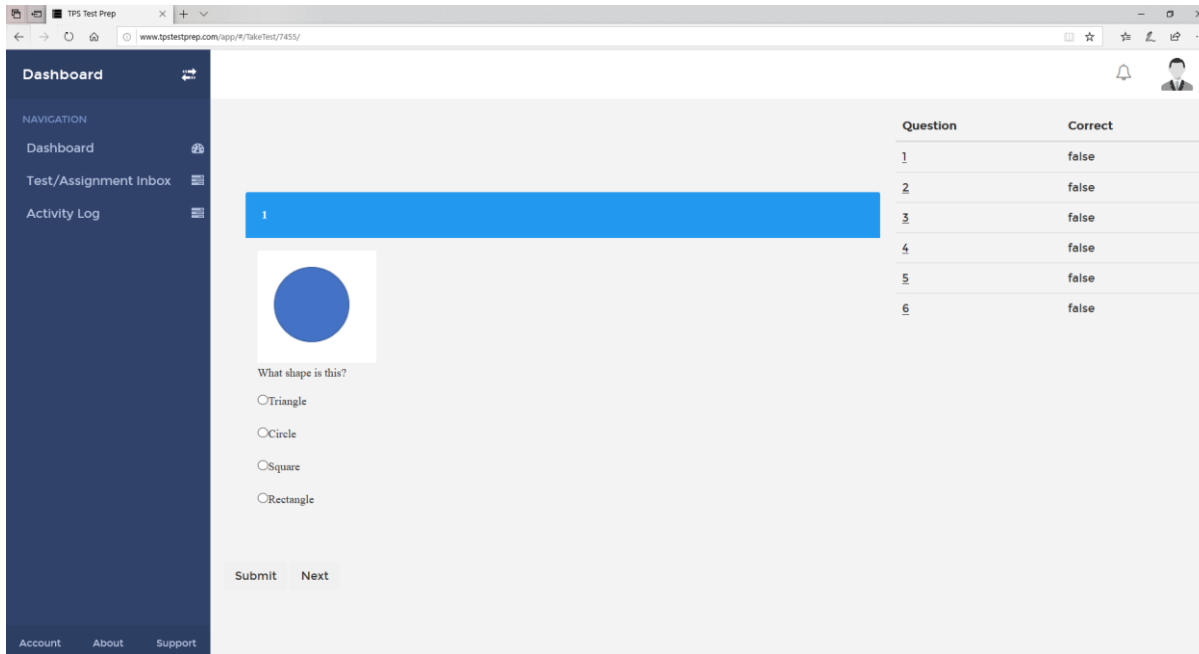 TPS Test Prep
www.tpstestprep.com/app/#/TakeTest/7455/
Dashboard
NAVIGATION
Dashboard
Test/Assignment Inbox
Activity Log
Account About Support
1
What shape is this?
Triangle
Circle
Square
Rectangle
Submit Next
Question Correct
1 false
2 false
3 false
4 false
5 false
6 false